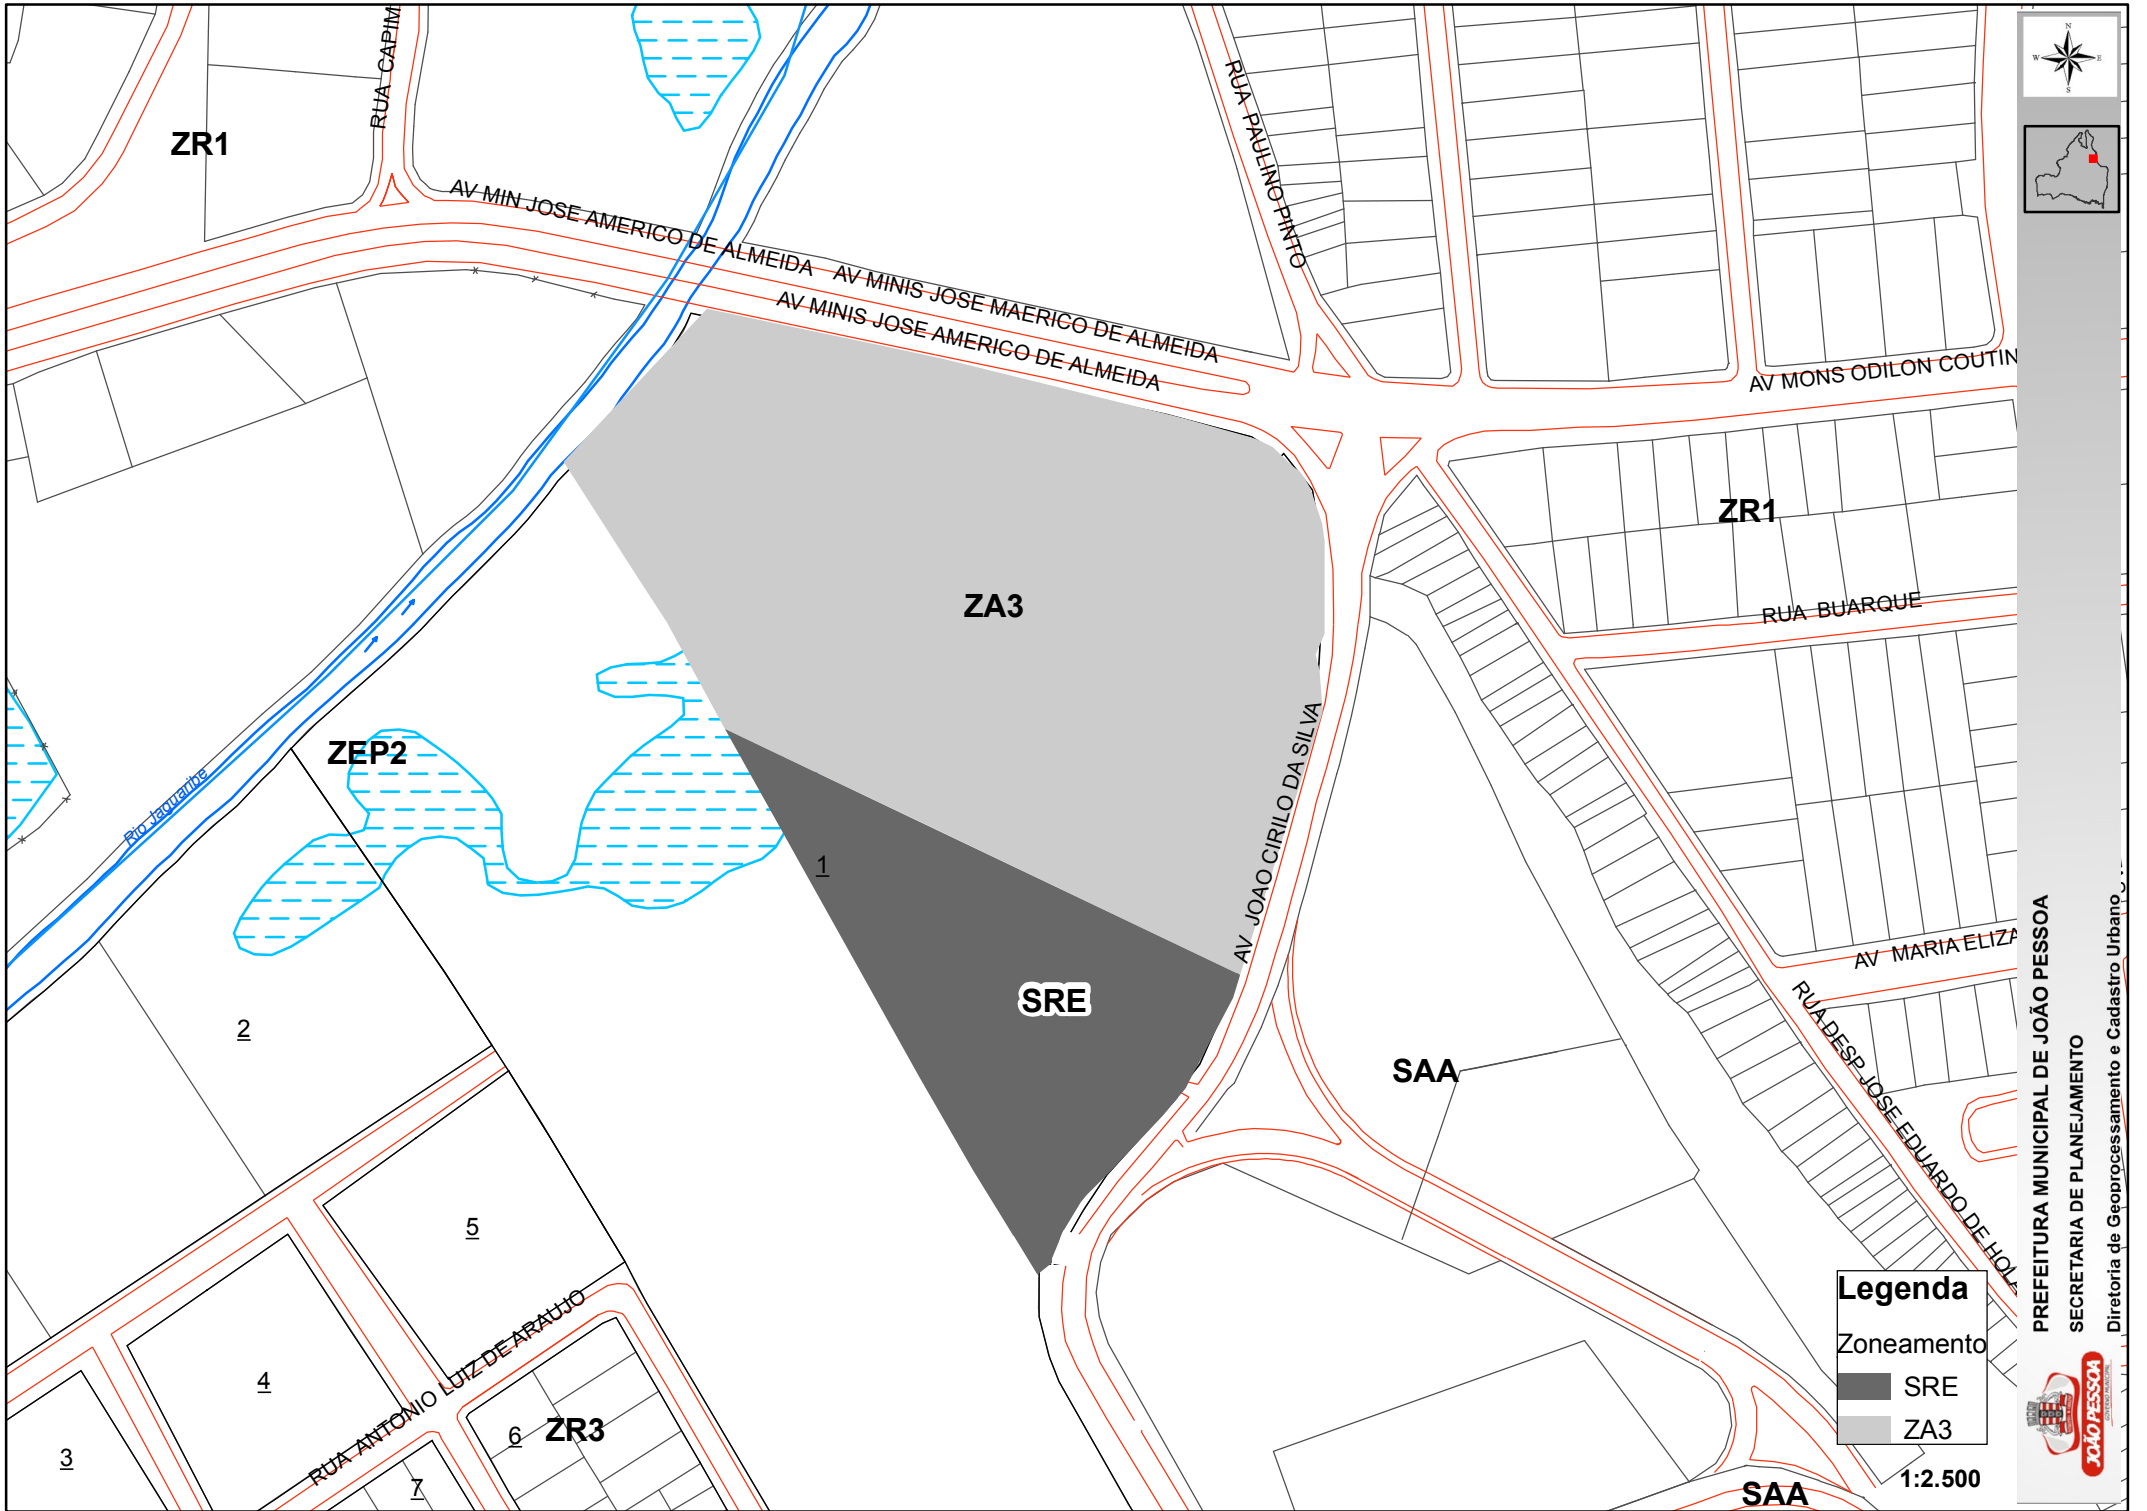 N
W
E
S
RUA CAPIM
ZR1
AV MIN JOSE AMERICO DE ALMEIDA
AV MINIS JOSE MAERICO DE ALMEIDA
AV MINIS JOSE AMERICO DE ALMEIDA
RUA PAULINO PINTO
AV MONS ODILON COUTIN
ZR1
ZA3
RUA BUARQUE
ZEP2
Rio Jaguaribe
AV JOAO CIRILO DA SILVA
1
AV MARIA ELIZA
SRE
2
SAA
RUA DESP JOSE EDUARDO DE HOLA
5
RUA ANTONIO LUIZ DE ARAUJO
4
3
6
ZR3
7
SAA
Legenda
Zoneamento
SRE
ZA3
1:2.500
PREFEITURA MUNICIPAL DE JOÃO PESSOA
SECRETARIA DE PLANEJAMENTO
Diretoria de Geoprocessamento e Cadastro Urbano
JOÃO PESSOA
GOVERNO MUNICIPAL